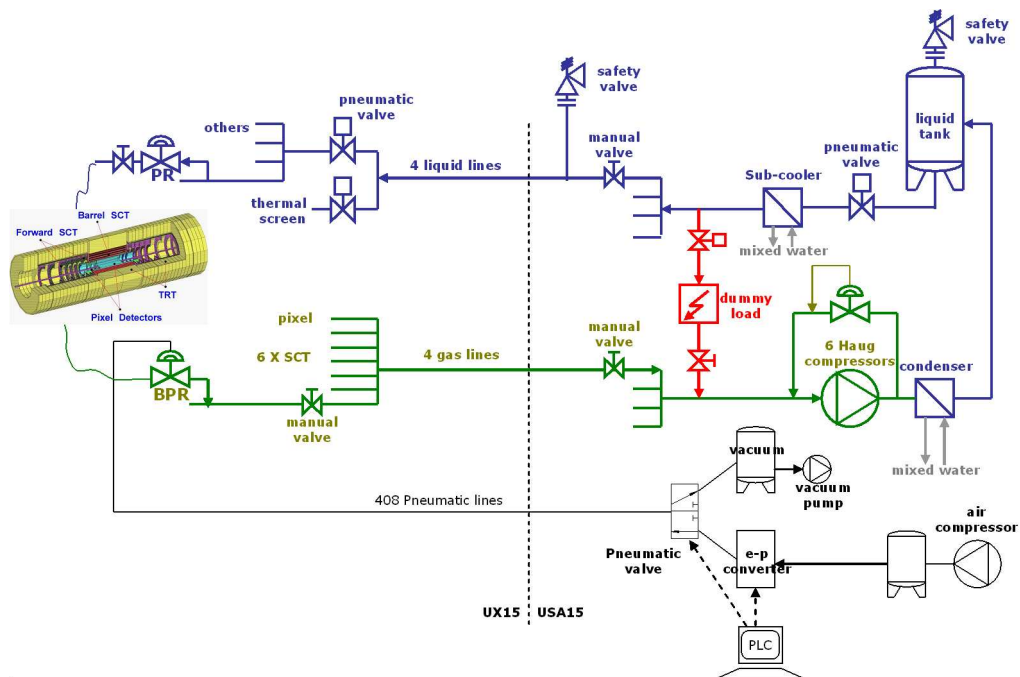 safety
valve
safety
valve
pneumatic
valve
others
liquid
tank
manual
valve
pneumatic
valve
4 liquid lines
Sub-cooler
PR
thermal
screen
mixed water
Barrel SCT
Forward SCT
TRT
Pixel Detectors
dummy
load
pixel
manual
valve
6 X SCT
4 gas lines
6 Haug
compressors
condenser
BPR
manual
valve
vacuum
mixed water
vacuum
pump
408 Pneumatic lines
air
compressor
Pneumatic
valve
e-p
converter
UX15
USA15
PLC